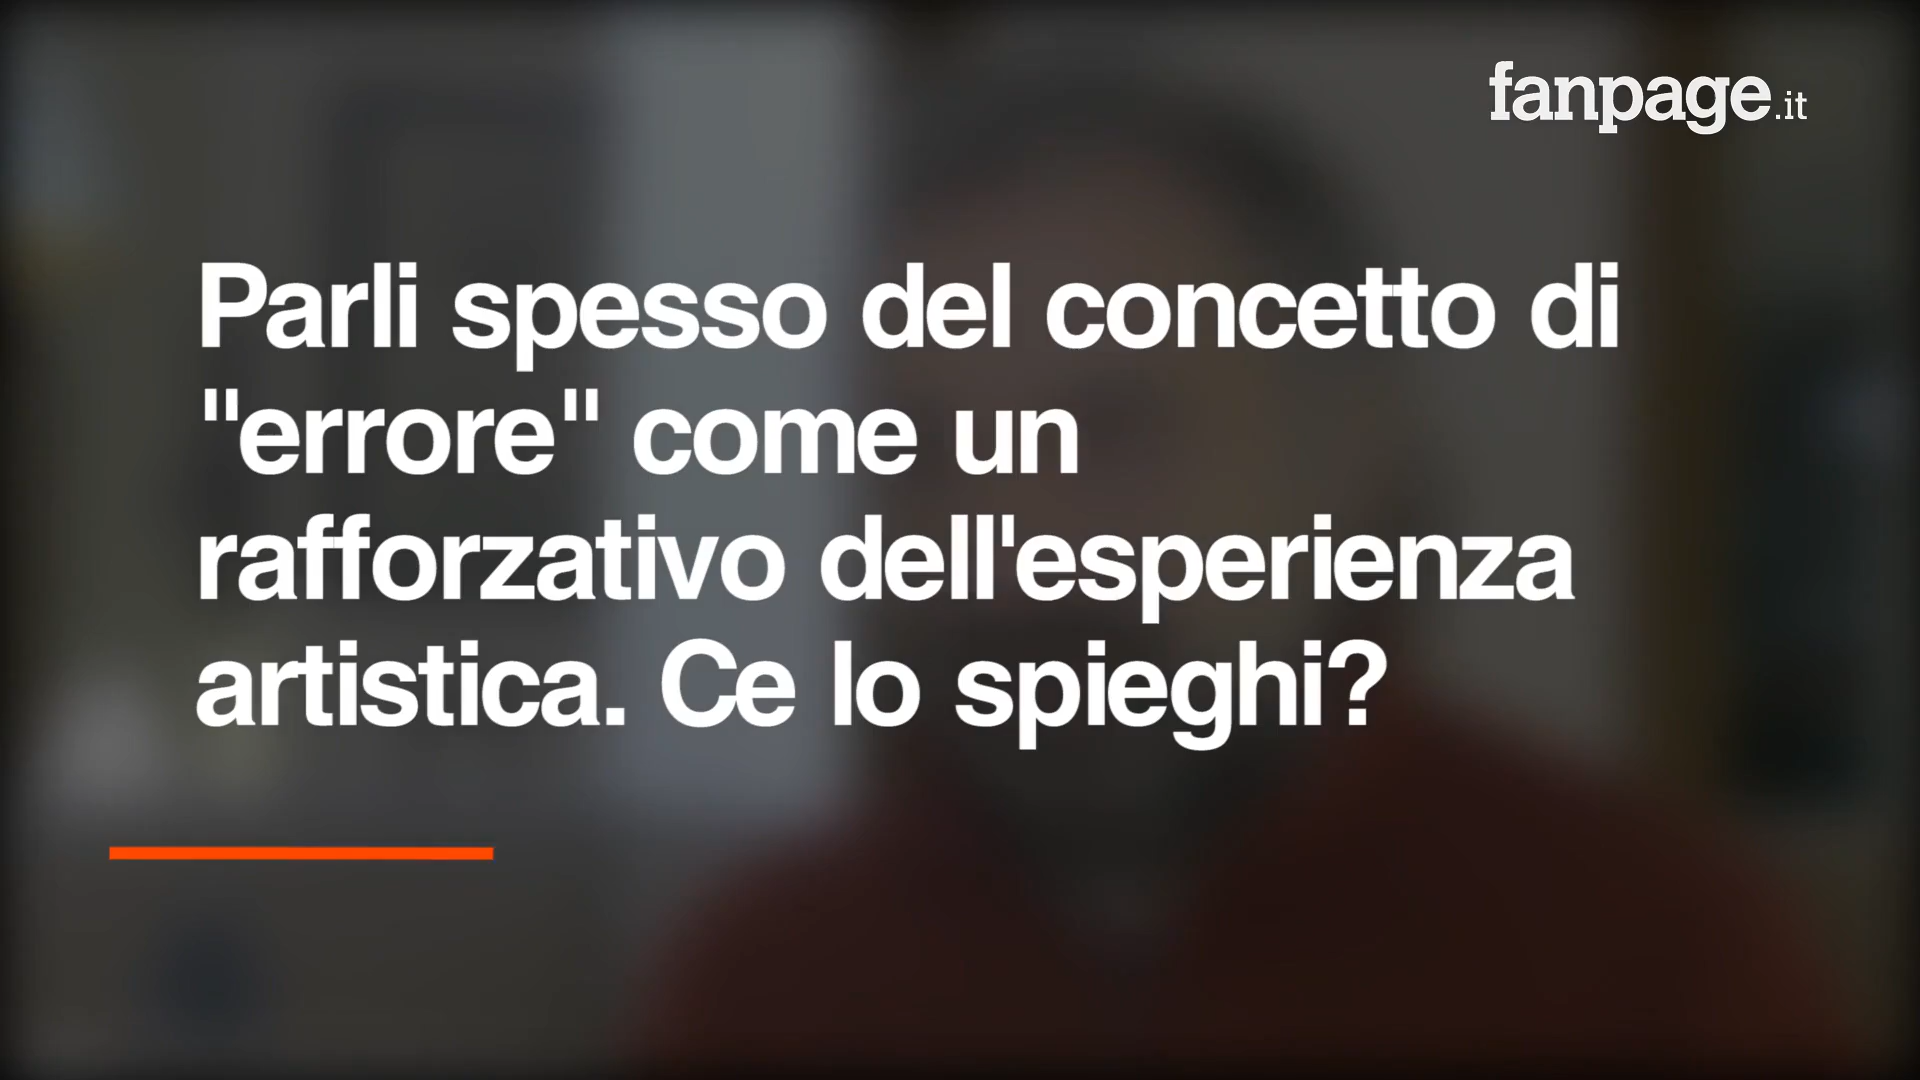 fanpage.it
Parli spesso del concetto di
"errore" come un
rafforzativo dell'esperienza
artistica. Ce lo spieghi?